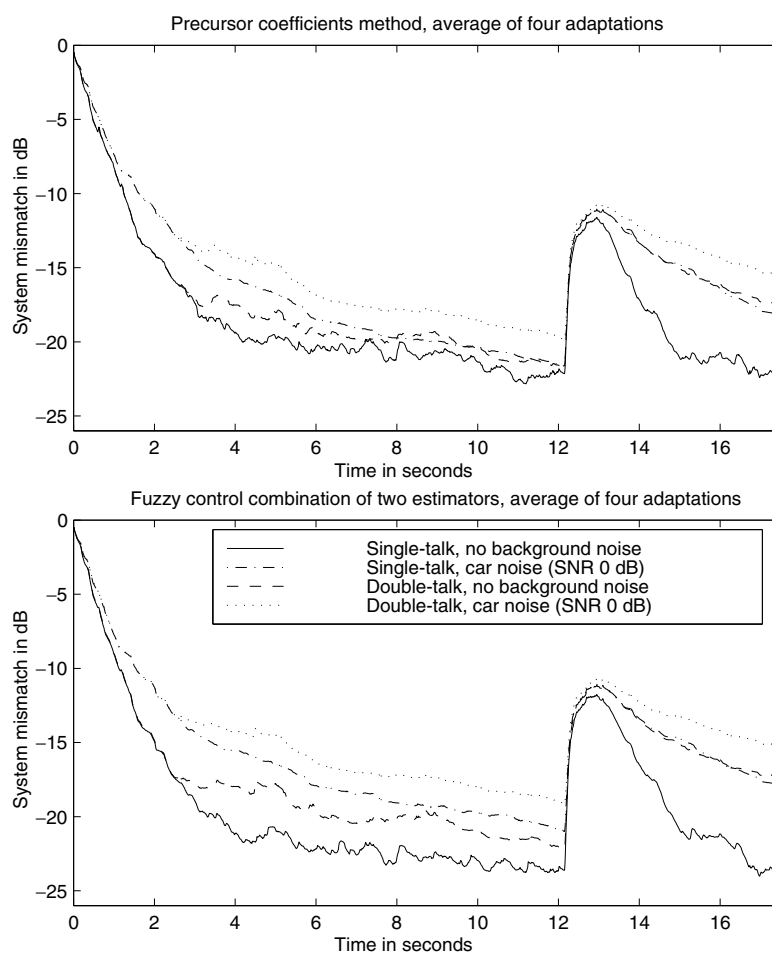 Precursor coefficients method, average of four adaptations
0
−5
−10
−15
−20
−25
System mismatch in dB
0 2 4 6 8 10 12 14 16
Time in seconds
Fuzzy control combination of two estimators, average of four adaptations
0
−5
−10
−15
−20
−25
System mismatch in dB
Single-talk, no background noise
Single-talk, car noise (SNR 0 dB)
Double-talk, no background noise
Double-talk, car noise (SNR 0 dB)
0 2 4 6 8 10 12 14 16
Time in seconds